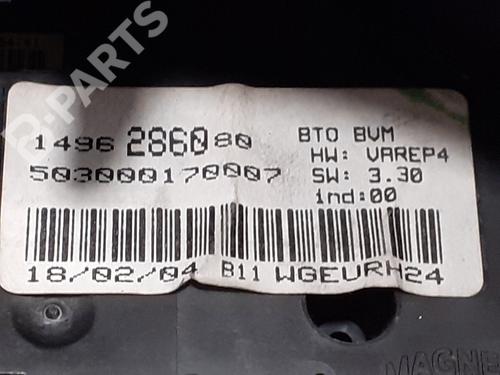 B-PARTS
1496 2860 80
503000170007
BTO BVM
HW: VAREP4
SW: 3.30
ind:00
18/02/04 B11 WGEURH24
MAGNE